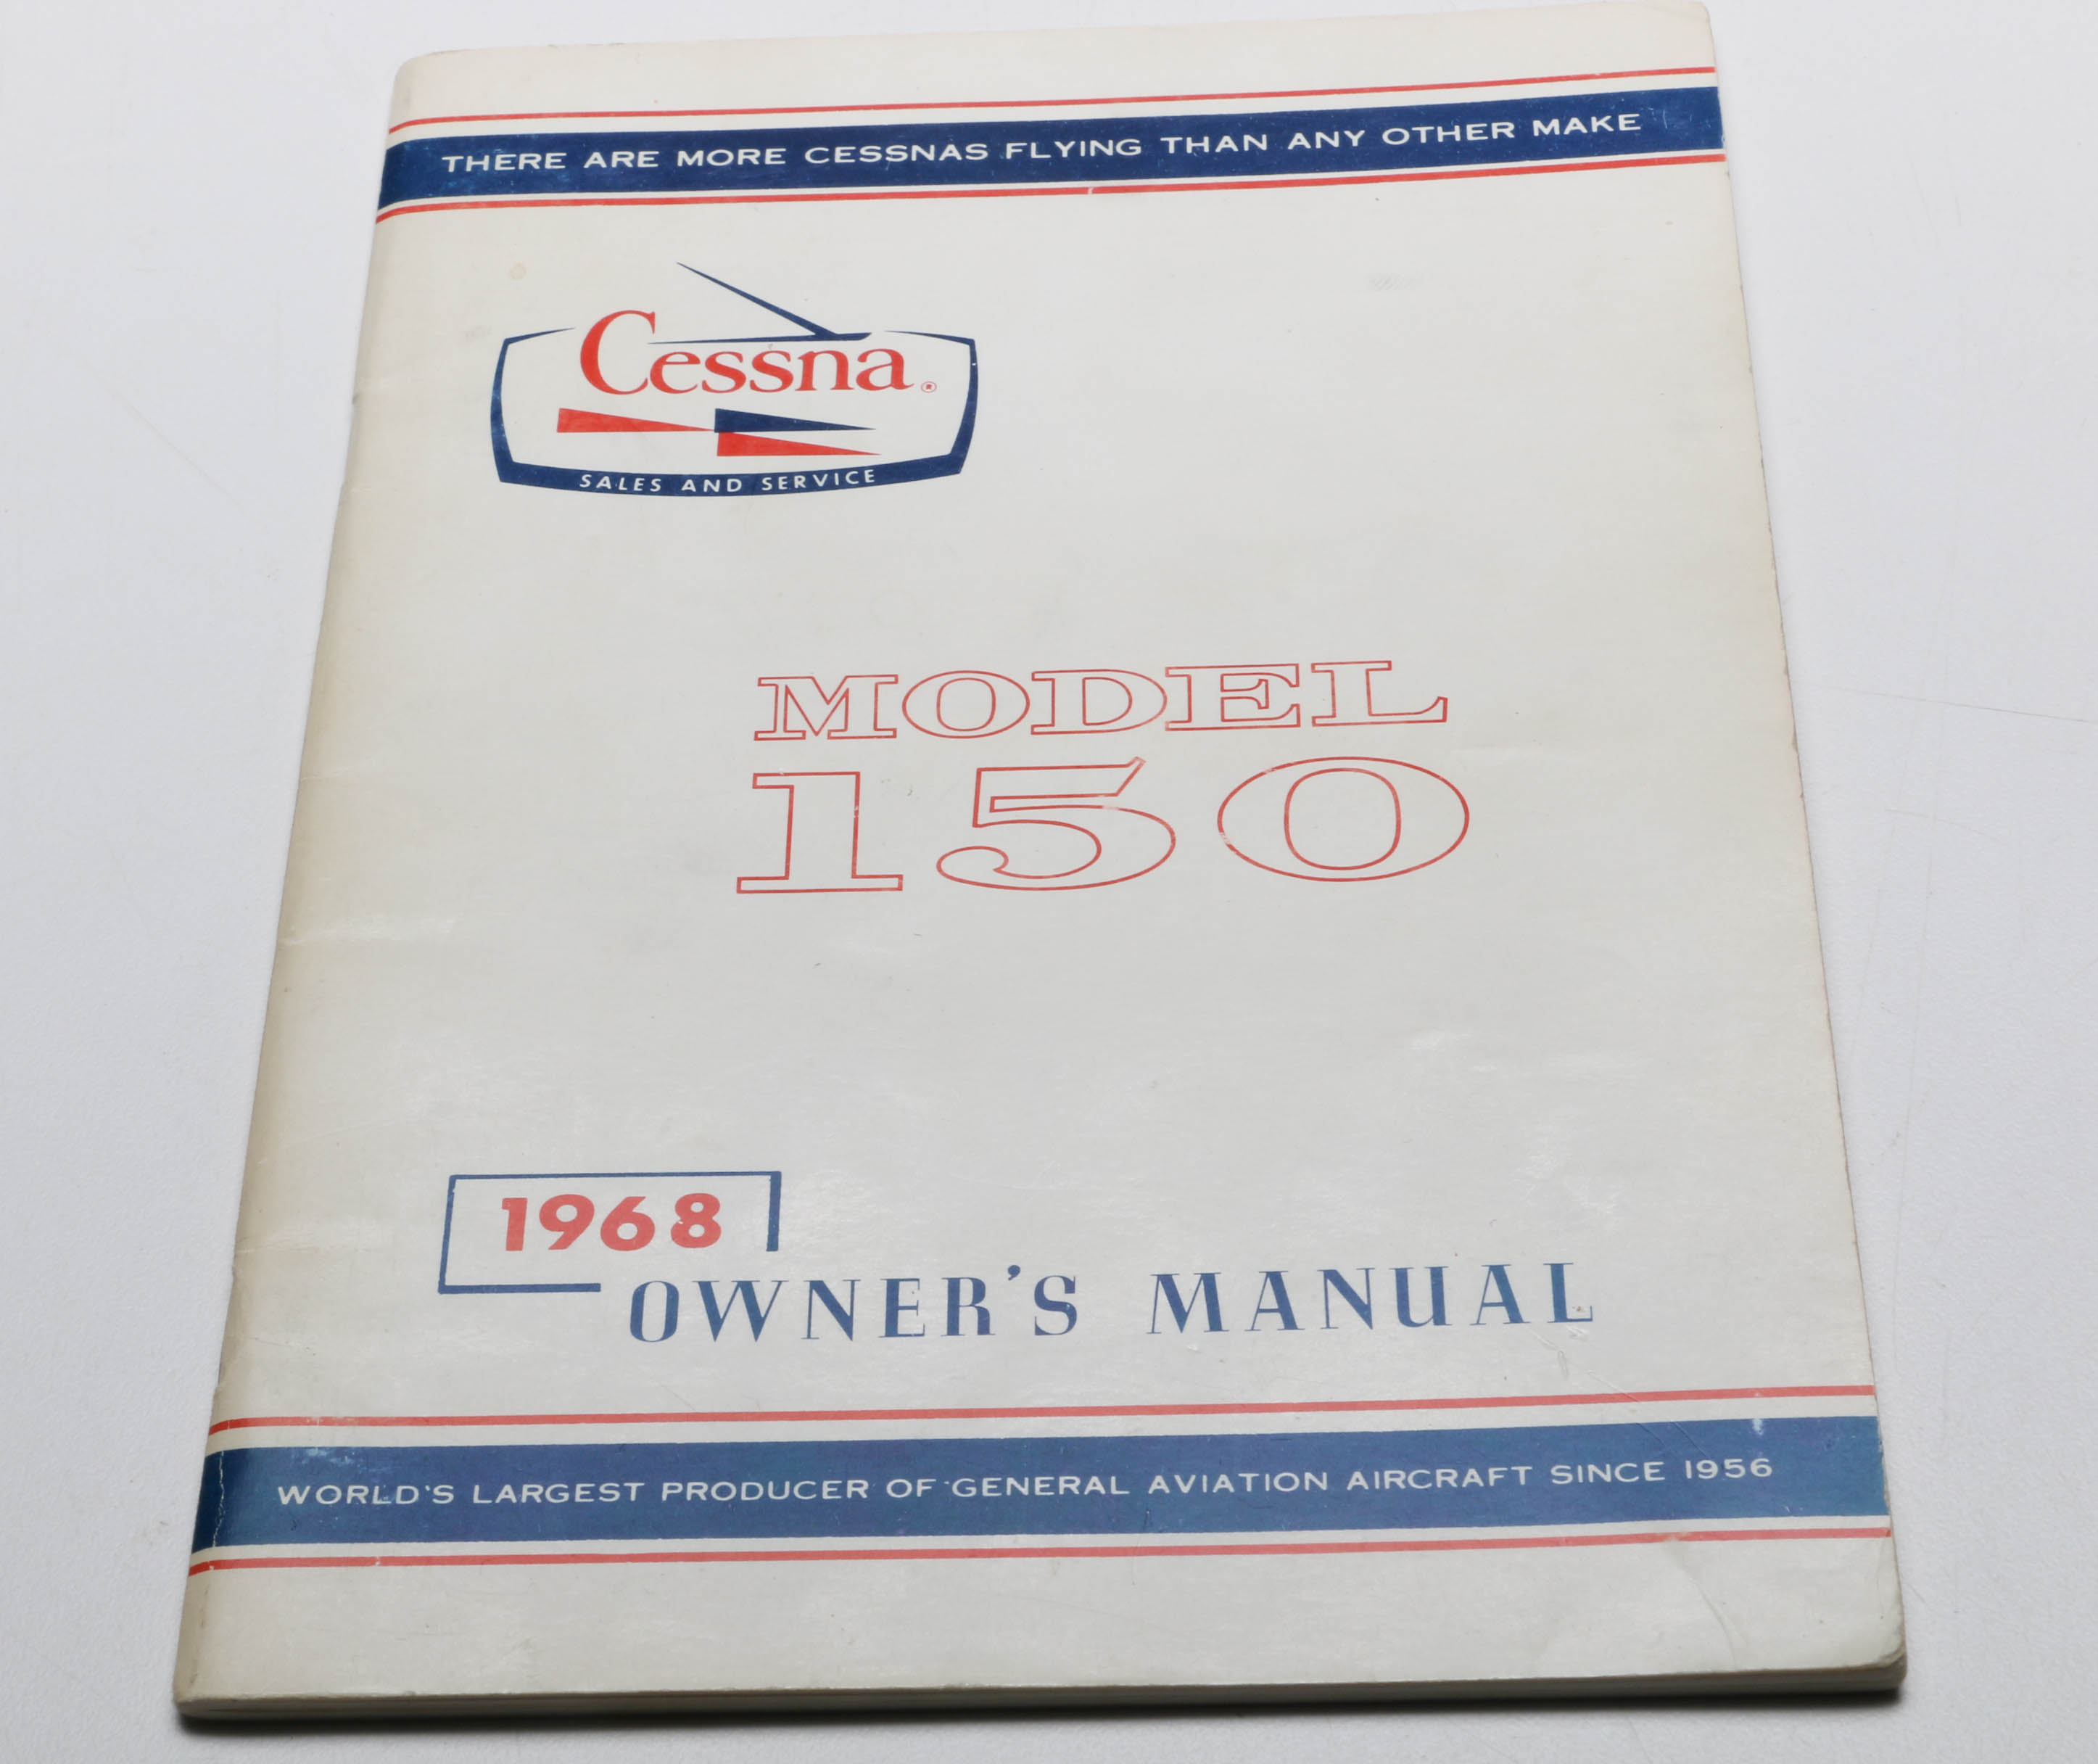 THERE ARE MORE CESSNAS FLYING THAN ANY OTHER MAKE
Cessna®
SALES AND SERVICE
MODEL
150
1968
OWNER'S MANUAL
WORLD'S LARGEST PRODUCER OF GENERAL AVIATION AIRCRAFT SINCE 1956